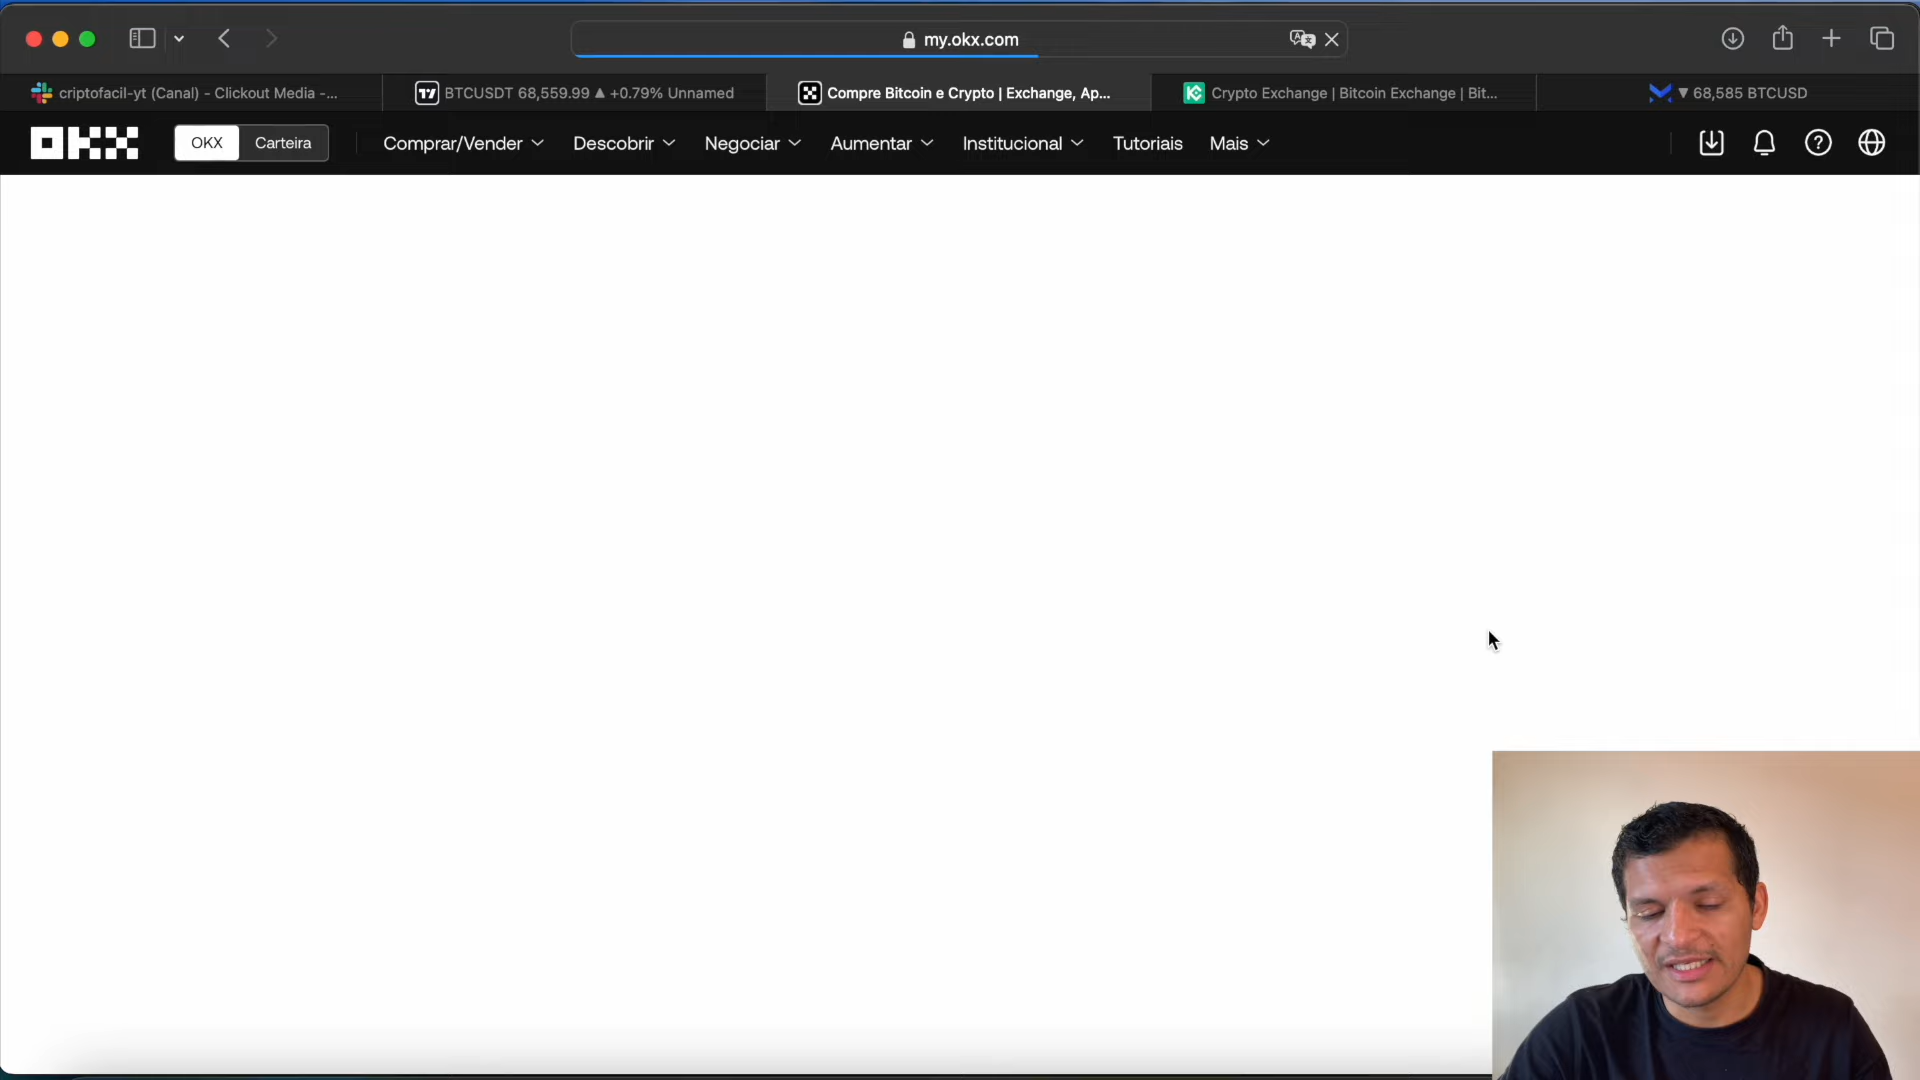 my.okx.com
criptofacil-yt (Canal) - Clickout Media -...
BTCUSDT 68,559.99 ▲ +0.79% Unnamed
Compre Bitcoin e Crypto | Exchange, Ap...
Crypto Exchange | Bitcoin Exchange | Bit...
▼ 68,585 BTCUSD
OKX
OKX
Carteira
Comprar/Vender
Descobrir
Negociar
Aumentar
Institucional
Tutoriais
Mais